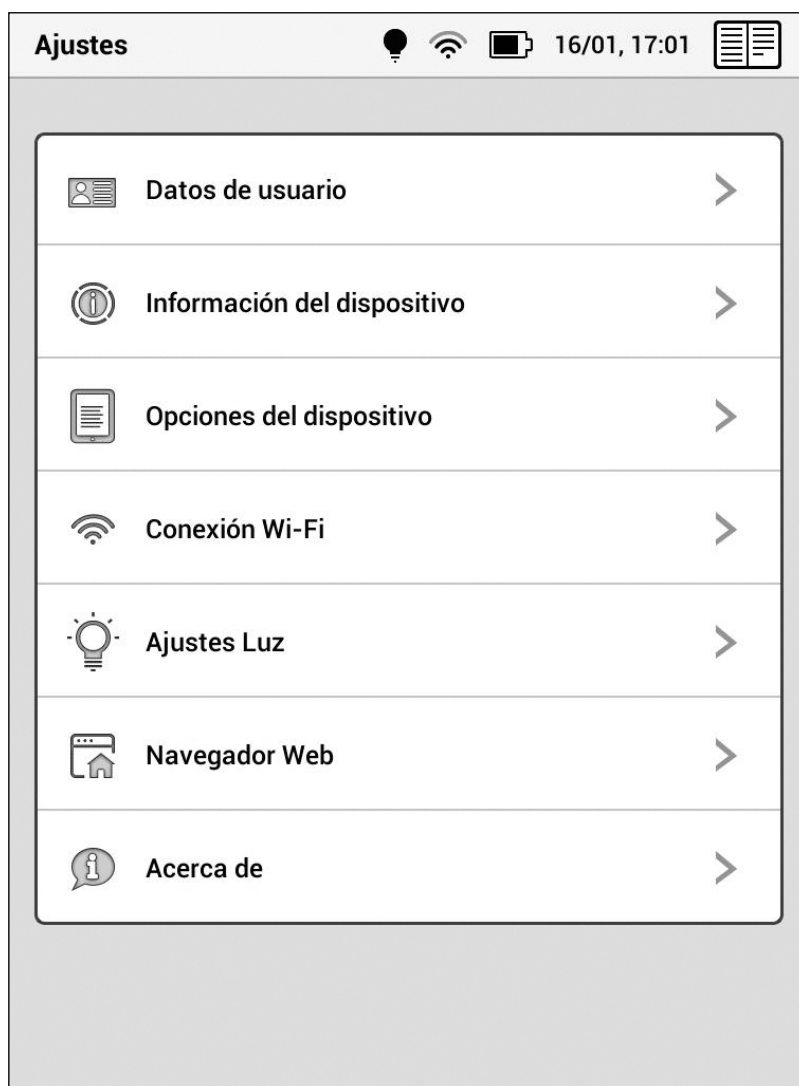 Ajustes 16/01, 17:01
Datos de usuario
Información del dispositivo
Opciones del dispositivo
Conexión Wi-Fi
Ajustes Luz
Navegador Web
Acerca de